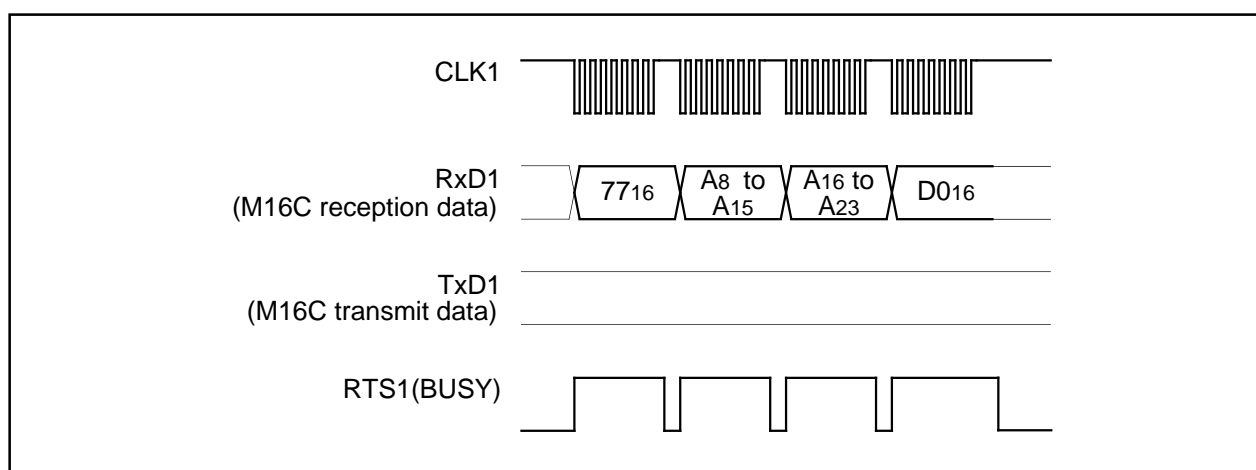 CLK1
RxD1
(M16C reception data)
7716
A8 to
A15
A16 to
A23
D016
TxD1
(M16C transmit data)
RTS1(BUSY)